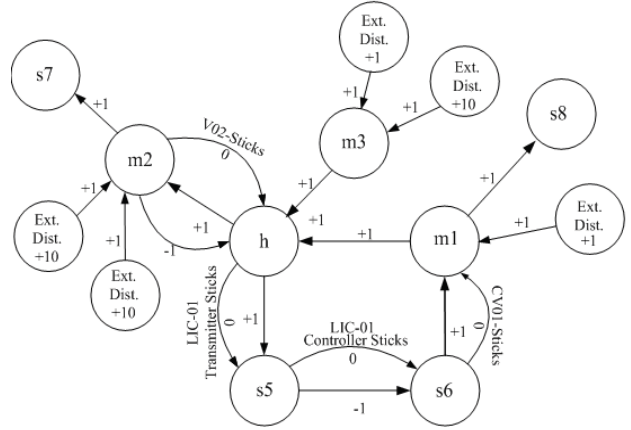 Ext.
Dist.
+1
s7
+1
Ext.
Dist.
+10
+1
+1
s8
V02-Sticks
0
m2
m3
+1
+1
+1
Ext.
Dist.
+10
+1
Ext.
Dist.
+10
+1
-1
+1
h
+1
m1
+1
Ext.
Dist.
+1
LIC-01
Transmitter Sticks
0
+1
LIC-01
Controller Sticks
0
+1
0
CV01-Sticks
s5
-1
s6